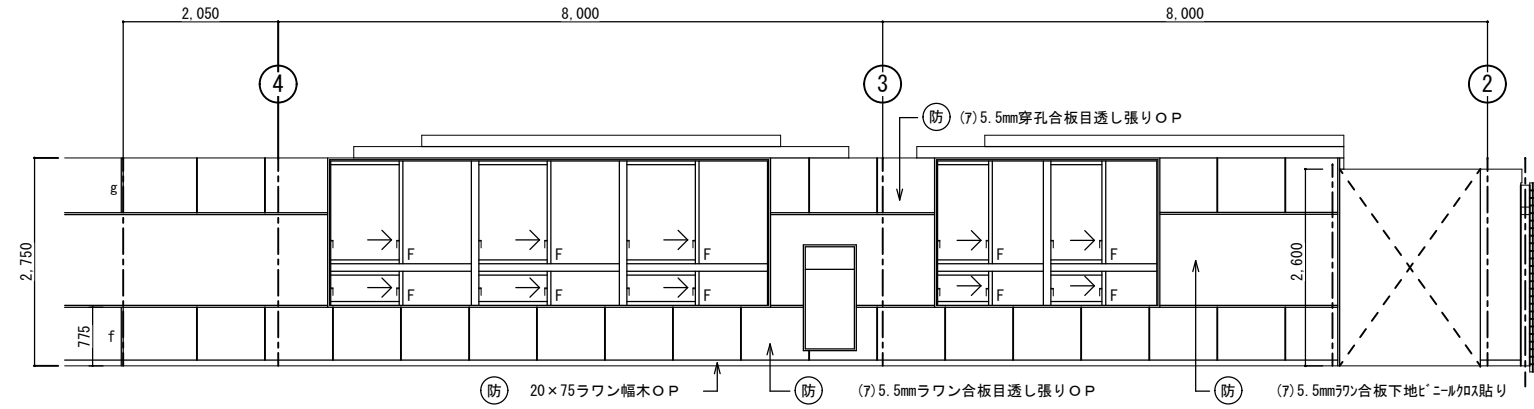 2,050
8,000
8,000
4
3
2
防 (ｱ)5.5mm穿孔合板目透し張りOP
g
2,750
2,600
F
F
F
F
F
F
F
F
F
F
775
f
防 20×75ラワン幅木OP
防 (ｱ)5.5mmラワン合板目透し張りOP
防 (ｱ)5.5mmﾗﾜﾝ合板下地ﾋﾞﾆｰﾙｸﾛｽ貼り